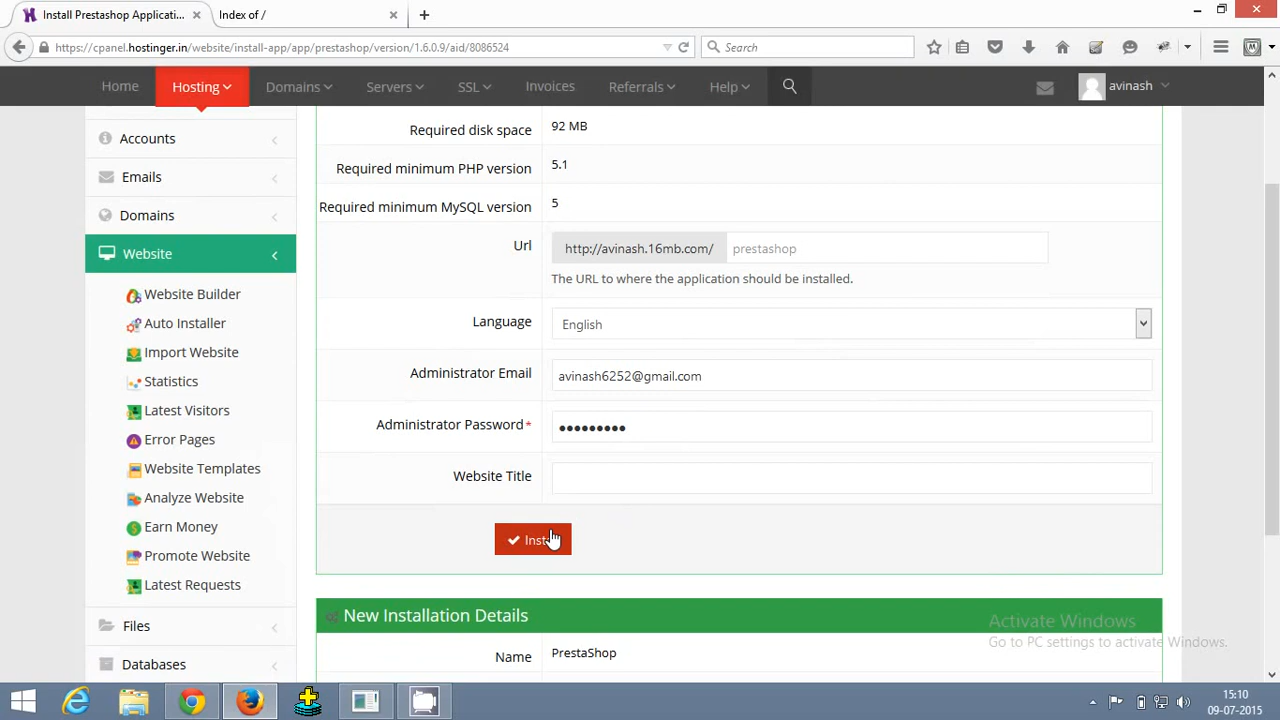 Install Prestashop Applicati...
Index of /
https://cpanel.hostinger.in/website/install-app/app/prestashop/version/1.6.0.9/aid/8086524
Search
Home
Hosting
Domains
Servers
SSL
Invoices
Referrals
Help
avinash
Accounts
Emails
Domains
Website
Website Builder
Auto Installer
Import Website
Statistics
Latest Visitors
Error Pages
Website Templates
Analyze Website
Earn Money
Promote Website
Latest Requests
Files
Databases
Required disk space
92 MB
Required minimum PHP version
5.1
Required minimum MySQL version
5
Url
http://avinash.16mb.com/
prestashop
The URL to where the application should be installed.
Language
English
Administrator Email
avinash6252@gmail.com
Administrator Password*
•••••••••
Website Title
New Installation Details
Name
PrestaShop
Activate Windows
Go to PC settings to activate Windows.
15:10
09-07-2015